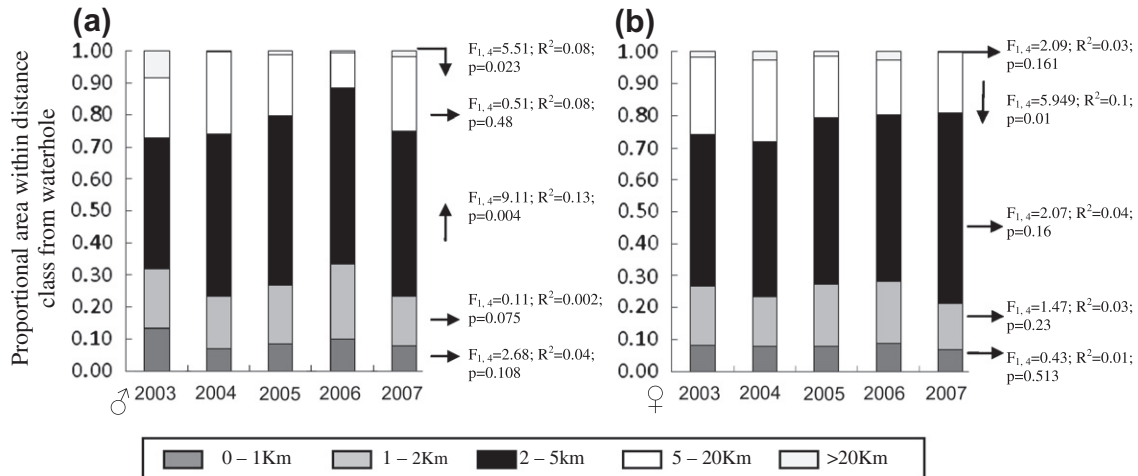 (a)
(b)
Proportional area within distance
class from waterhole
1.00
0.90
0.80
0.70
0.60
0.50
0.40
0.30
0.20
0.10
0.00
♂ 2003 2004 2005 2006 2007
F1, 4=5.51; R2=0.08;
p=0.023
F1, 4=0.51; R2=0.08;
p=0.48
F1, 4=9.11; R2=0.13;
p=0.004
F1, 4=0.11; R2=0.002;
p=0.075
F1, 4=2.68; R2=0.04;
p=0.108
1.00
0.90
0.80
0.70
0.60
0.50
0.40
0.30
0.20
0.10
0.00
♀ 2003 2004 2005 2006 2007
F1, 4=2.09; R2=0.03;
p=0.161
F1, 4=5.949; R2=0.1;
p=0.01
F1, 4=2.07; R2=0.04;
p=0.16
F1, 4=1.47; R2=0.03;
p=0.23
F1, 4=0.43; R2=0.01;
p=0.513
0 – 1Km 1 – 2Km 2 – 5km 5 – 20Km >20Km